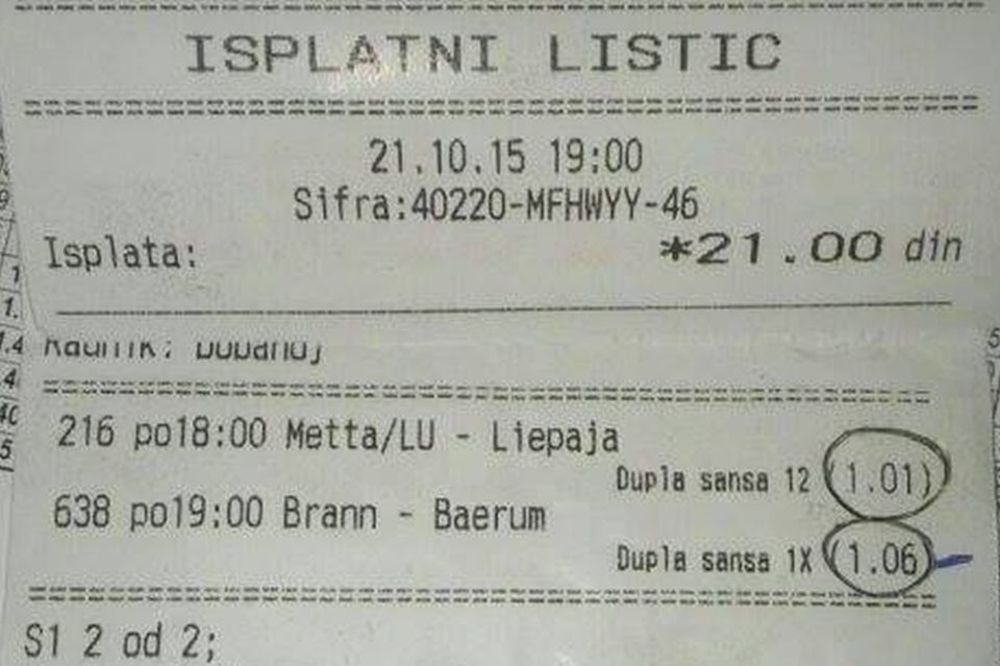 ISPLATNI LISTIC
21.10.15 19:00
Sifra:40220-MFHWYY-46
Isplata: *21.00 din
216 po18:00 Metta/LU - Liepaja
Dupla sansa 12 (1.01)
638 po19:00 Brann - Baerum
Dupla sansa 1X (1.06)
S1 2 od 2;